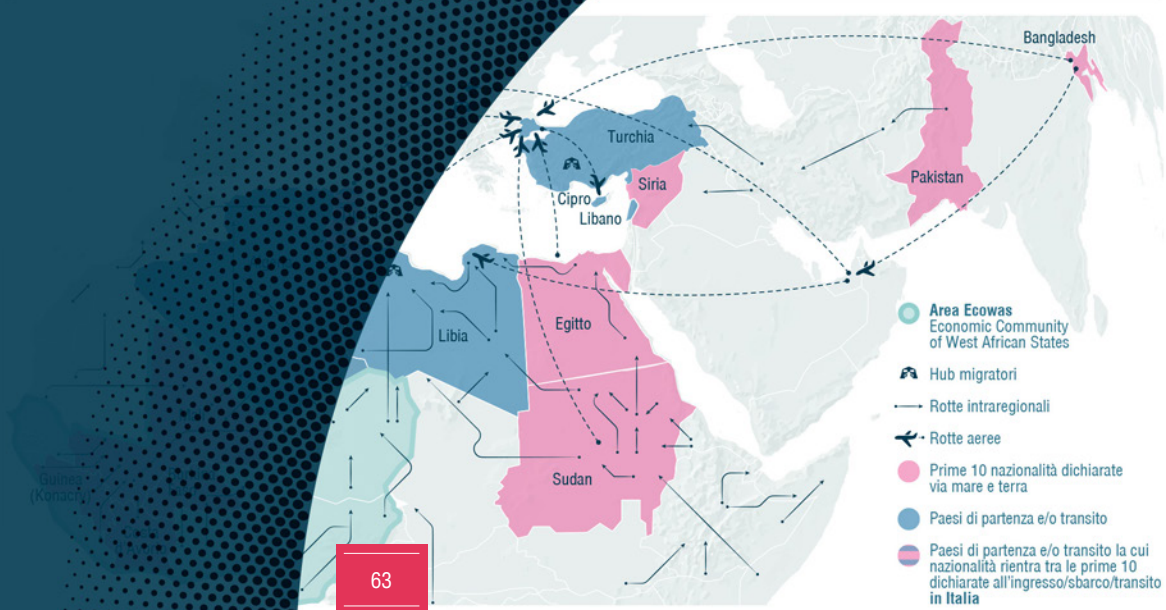 Bangladesh
Turchia
Pakistan
Siria
Cipro
Libano
Egitto
Libia
Sudan
Guinea
(Konacry)
Area Ecowas
Economic Community
of West African States
Hub migratori
Rotte intraregionali
Rotte aeree
Prime 10 nazionalità dichiarate
via mare e terra
Paesi di partenza e/o transito
Paesi di partenza e/o transito la cui
nazionalità rientra tra le prime 10
dichiarate all'ingresso/sbarco/transito
in Italia
63